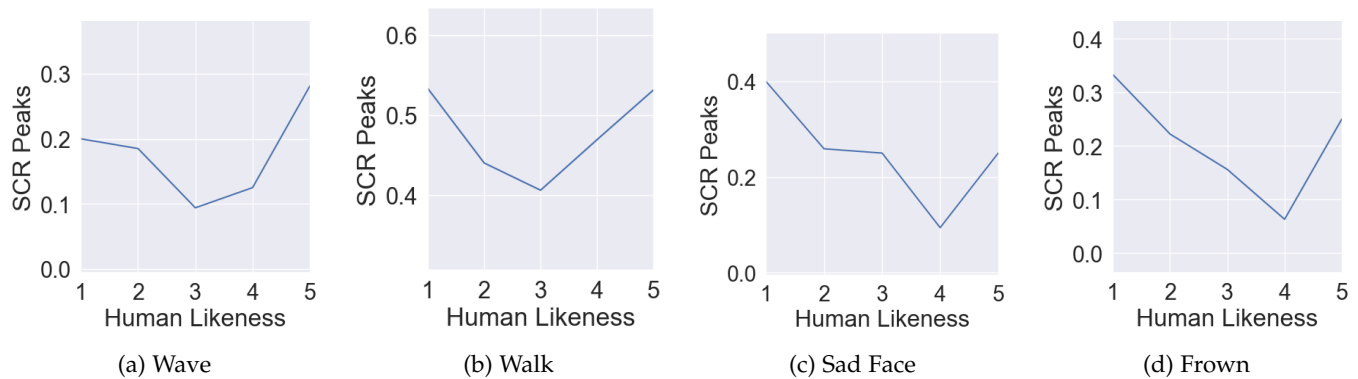 SCR Peaks
0.3
0.2
0.1
0.0
1 2 3 4 5
Human Likeness
(a) Wave
SCR Peaks
0.6
0.5
0.4
1 2 3 4 5
Human Likeness
(b) Walk
SCR Peaks
0.4
0.2
0.0
1 2 3 4 5
Human Likeness
(c) Sad Face
SCR Peaks
0.4
0.3
0.2
0.1
0.0
1 2 3 4 5
Human Likeness
(d) Frown